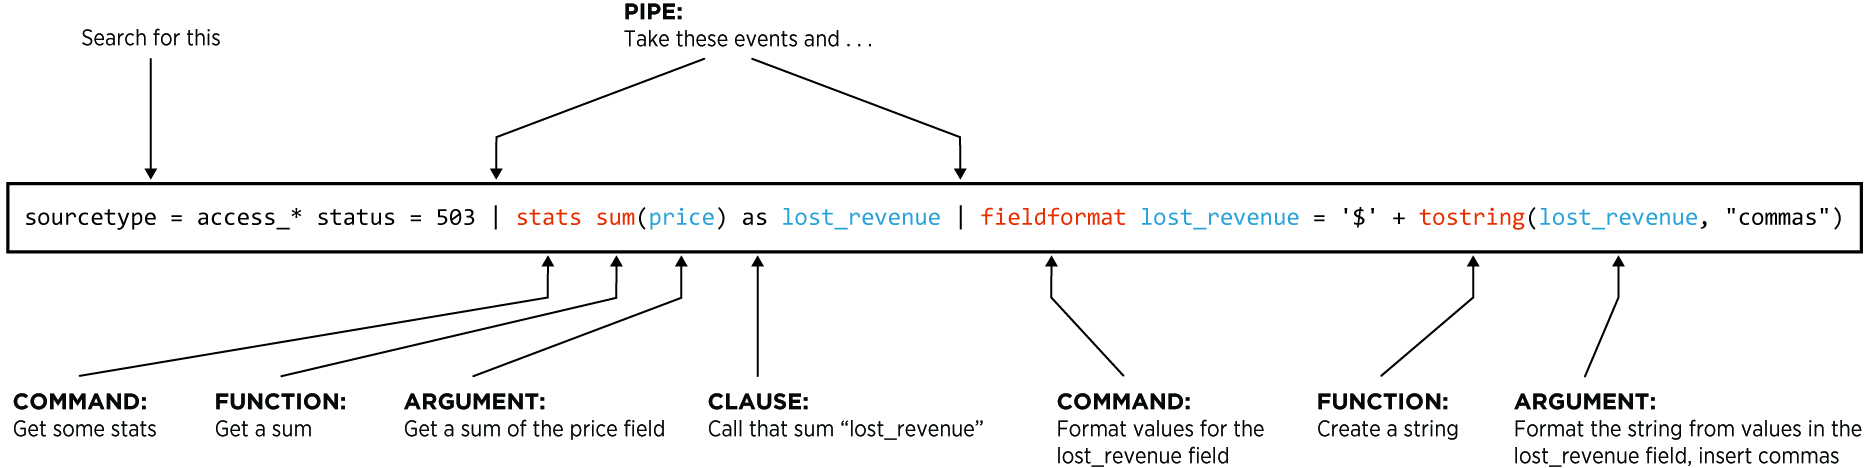 Search for this
PIPE:
Take these events and . . .
sourcetype = access_* status = 503 | stats sum(price) as lost_revenue | fieldformat lost_revenue = '$' + tostring(lost_revenue, "commas")
COMMAND:
Get some stats
FUNCTION:
Get a sum
ARGUMENT:
Get a sum of the price field
CLAUSE:
Call that sum “lost_revenue”
COMMAND:
Format values for the
lost_revenue field
FUNCTION:
Create a string
ARGUMENT:
Format the string from values in the
lost_revenue field, insert commas